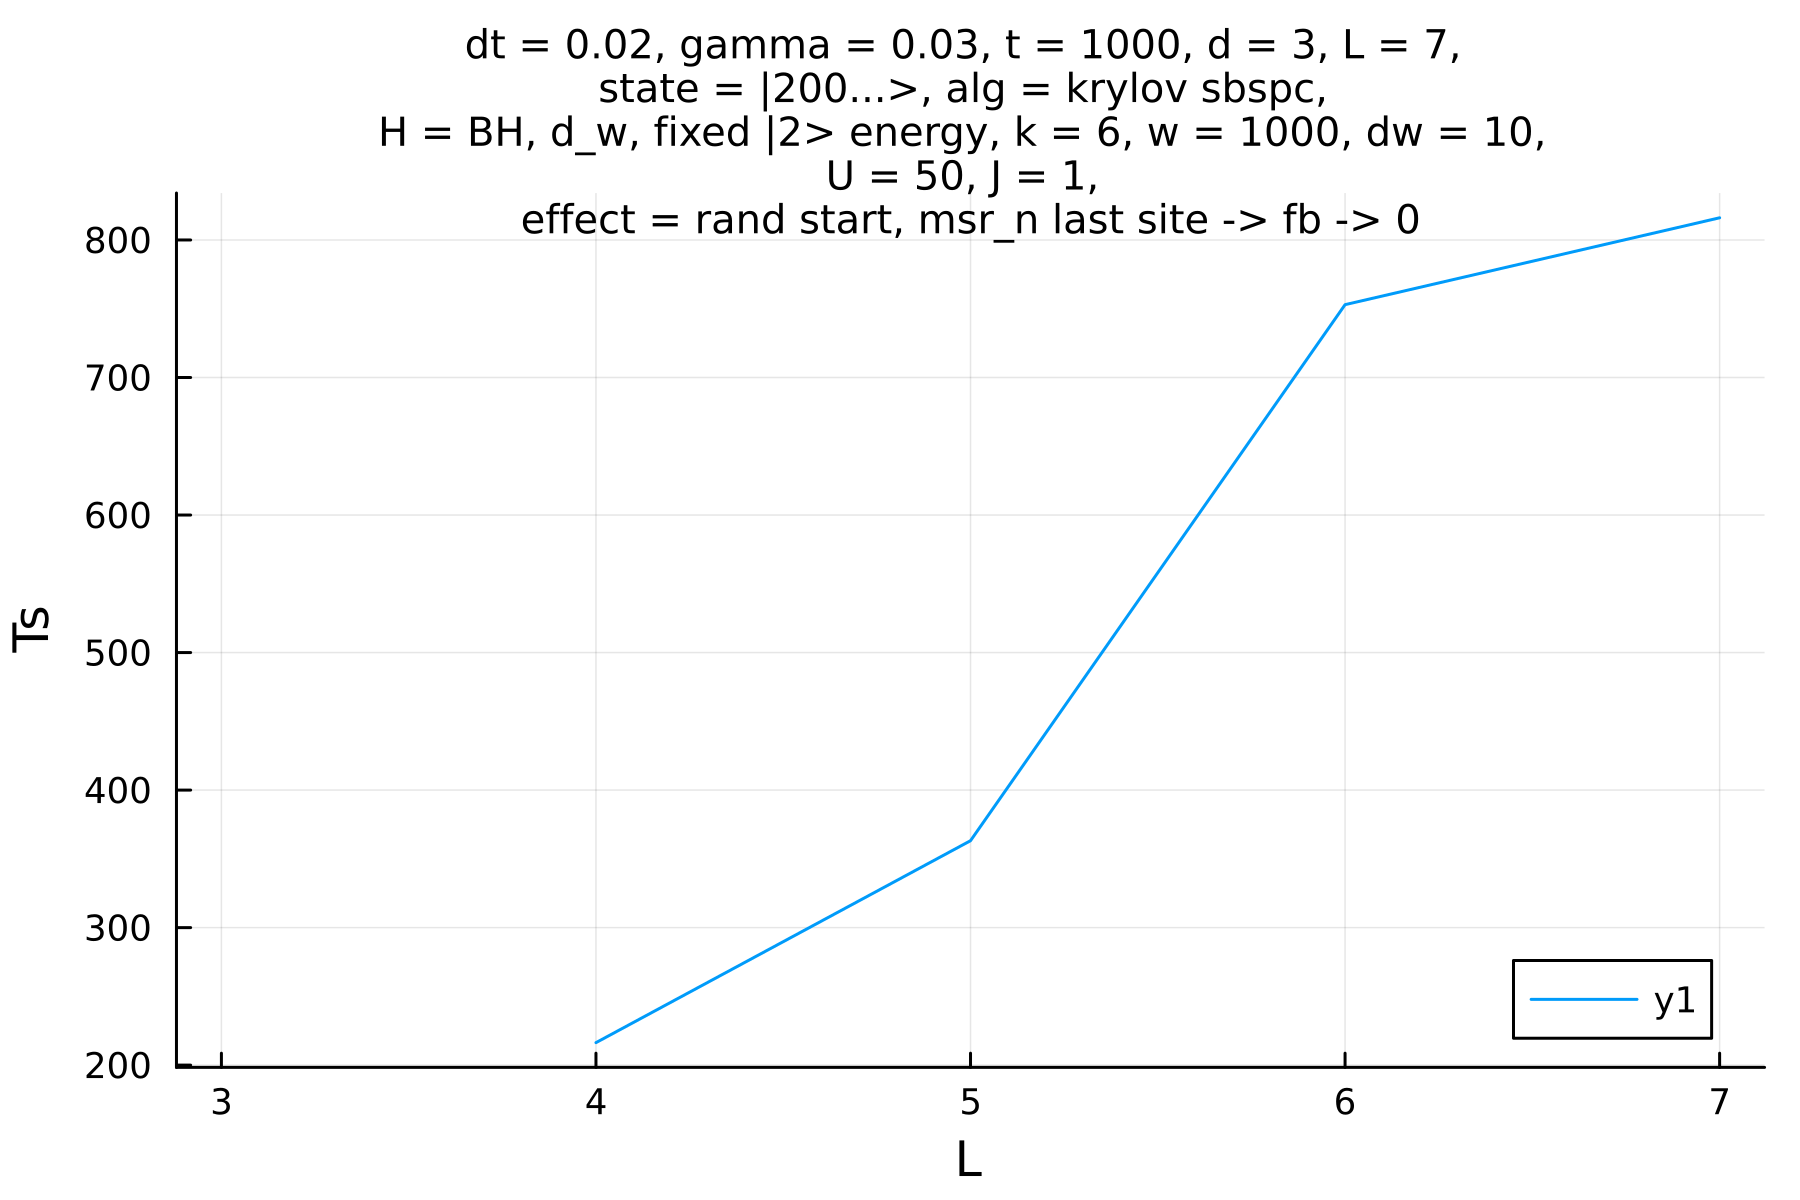 dt = 0.02, gamma = 0.03, t = 1000, d = 3, L = 7,
state = |200...>, alg = krylov sbspc,
H = BH, d_w, fixed |2> energy, k = 6, w = 1000, dw = 10,
U = 50, J = 1,
effect = rand start, msr_n last site -> fb -> 0
800
700
600
500
400
300
200
Ts
y1
3 4 5 6 7
L